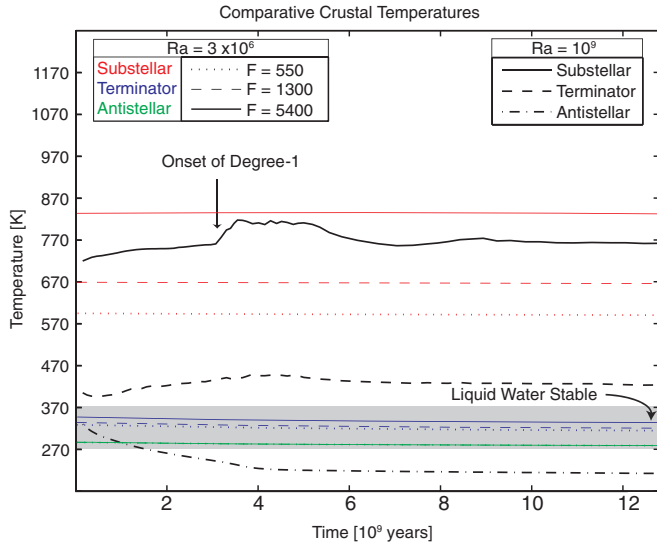 Comparative Crustal Temperatures
Ra = 3 x10⁶
Substellar
Terminator
Antistellar
F = 550
F = 1300
F = 5400
Ra = 10⁹
Substellar
Terminator
Antistellar
Onset of Degree-1
Liquid Water Stable
Temperature [K]
1170
1070
970
870
770
670
570
470
370
270
2
4
6
8
10
12
Time [10⁹ years]